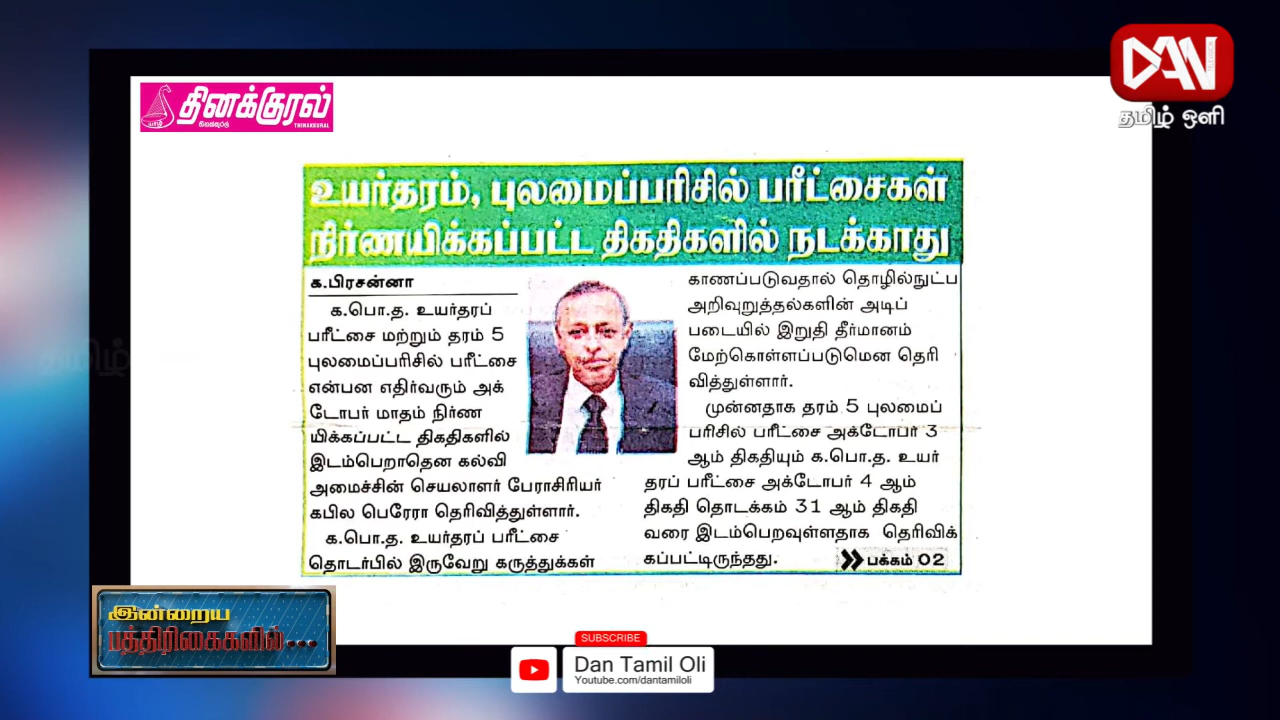 தினக்குரல்
யாழ்
தினக்குரல்
THINAKKURAL
DAN
தமிழ் ஒளி
உயர்தரம், புலமைப்பரிசில் பரீட்சைகள்
நிர்ணயிக்கப்பட்ட திகதிகளில் நடக்காது
க.பிரசன்னா
க.பொ.த. உயர்தரப்
பரீட்சை மற்றும் தரம் 5
புலமைப்பரிசில் பரீட்சை
என்பன எதிர்வரும் அக்
டோபர் மாதம் நிர்ண
யிக்கப்பட்ட திகதிகளில்
இடம்பெறாதென கல்வி
அமைச்சின் செயலாளர் பேராசிரியர்
கபில பெரேரா தெரிவித்துள்ளார்.
க.பொ.த. உயர்தரப் பரீட்சை
தொடர்பில் இருவேறு கருத்துக்கள்
காணப்படுவதால் தொழில்நுட்ப
அறிவுறுத்தல்களின் அடிப்
படையில் இறுதி தீர்மானம்
மேற்கொள்ளப்படுமென தெரி
வித்துள்ளார்.
முன்னதாக தரம் 5 புலமைப்
பரிசில் பரீட்சை அக்டோபர் 3
ஆம் திகதியும் க.பொ.த. உயர்
தரப் பரீட்சை அக்டோபர் 4 ஆம்
திகதி தொடக்கம் 31 ஆம் திகதி
வரை இடம்பெறவுள்ளதாக தெரிவிக்
கப்பட்டிருந்தது.
பக்கம் 02
தமிழ்
இன்றைய
பத்திரிகைகளில்...
SUBSCRIBE
Dan Tamil Oli
Youtube.com/dantamiloli